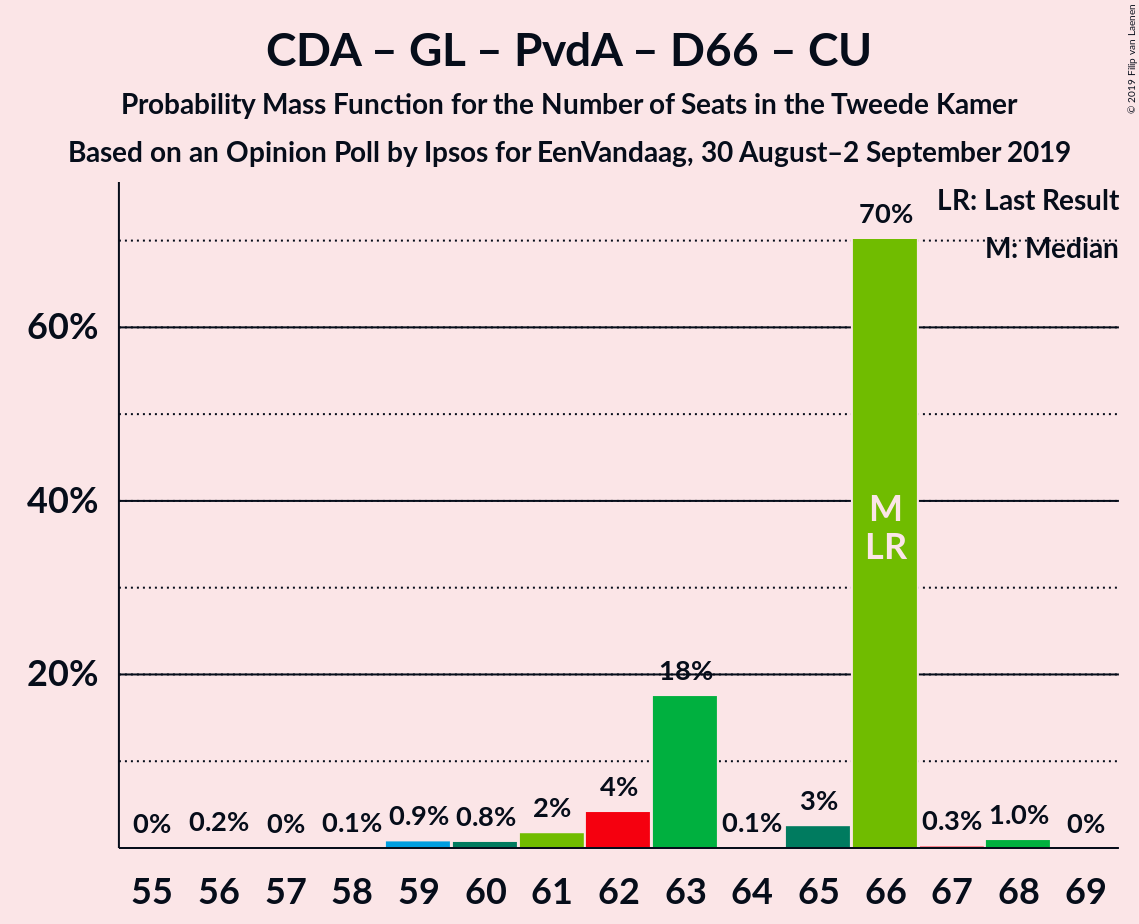 CDA – GL – PvdA – D66 – CU
Probability Mass Function for the Number of Seats in the Tweede Kamer
Based on an Opinion Poll by Ipsos for EenVandaag, 30 August–2 September 2019
© 2019 Filip van Laenen
LR: Last Result
M: Median
60%
40%
20%
0% 0.2% 0% 0.1% 0.9% 0.8% 2% 4% 18% 0.1% 3% 70% 0.3% 1.0% 0%
M
LR
55 56 57 58 59 60 61 62 63 64 65 66 67 68 69